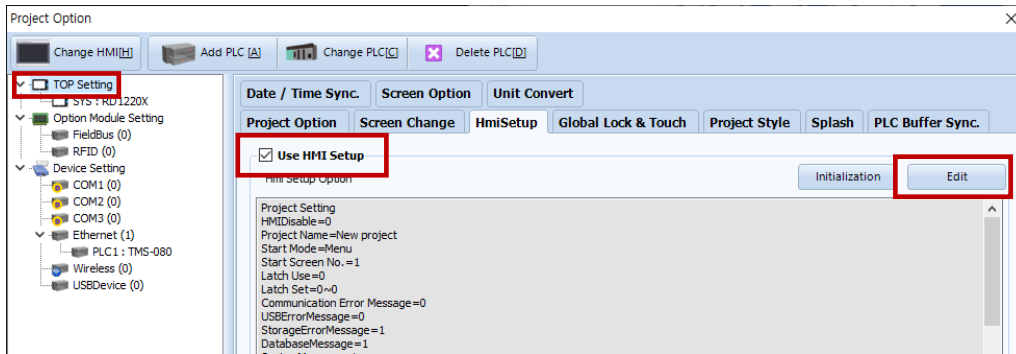 Project Option
Change HMI[H]
Add PLC [A]
Change PLC[C]
Delete PLC[D]
TOP Setting
SYS : RD1220X
Option Module Setting
FieldBus (0)
RFID (0)
Device Setting
COM1 (0)
COM2 (0)
COM3 (0)
Ethernet (1)
PLC1 : TMS-080
Wireless (0)
USBDevice (0)
Date / Time Sync.
Screen Option
Unit Convert
Project Option
Screen Change
HmiSetup
Global Lock & Touch
Project Style
Splash
PLC Buffer Sync.
Use HMI Setup
Hmi Setup Option
Initialization
Edit
Project Setting
HMIDisable=0
Project Name=New project
Start Mode=Menu
Start Screen No.=1
Latch Use=0
Latch Set=0~0
Communication Error Message=0
USBErrorMessage=0
StorageErrorMessage=1
DatabaseMessage=1